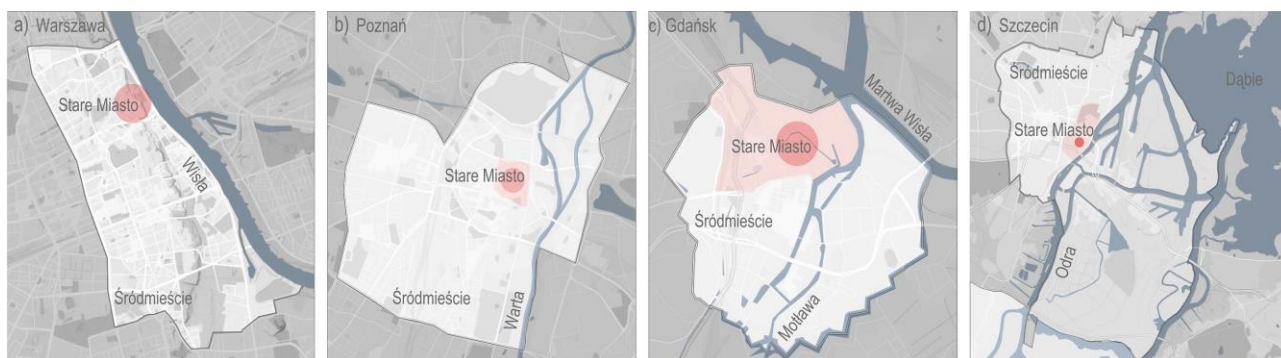 a) Warszawa
Stare Miasto
Wisła
Śródmieście
b) Poznań
Stare Miasto
Śródmieście
Warta
c) Gdańsk
Martwa Wisła
Stare Miasto
Śródmieście
Motława
d) Szczecin
Śródmieście
Dąbie
Stare Miasto
Odra